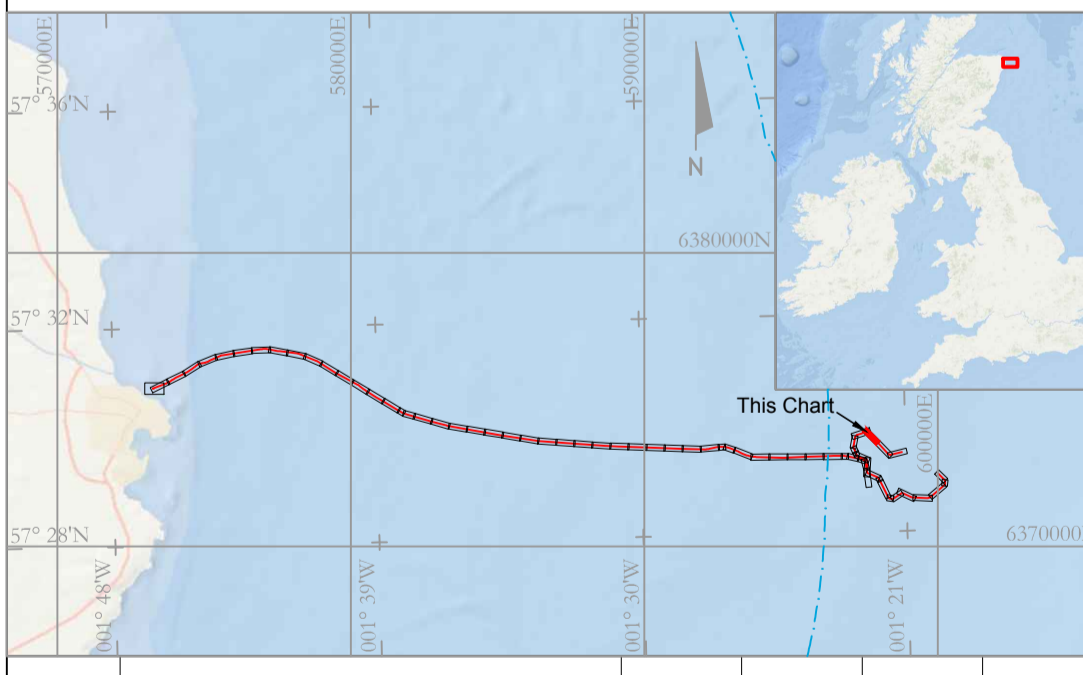 570000E
580000E
590000E
57° 36'N
N
6380000N
57° 32'N
This Chart
600000E
57° 28'N
6370000
001° 48'W
001° 39'W
001° 30'W
001° 21'W